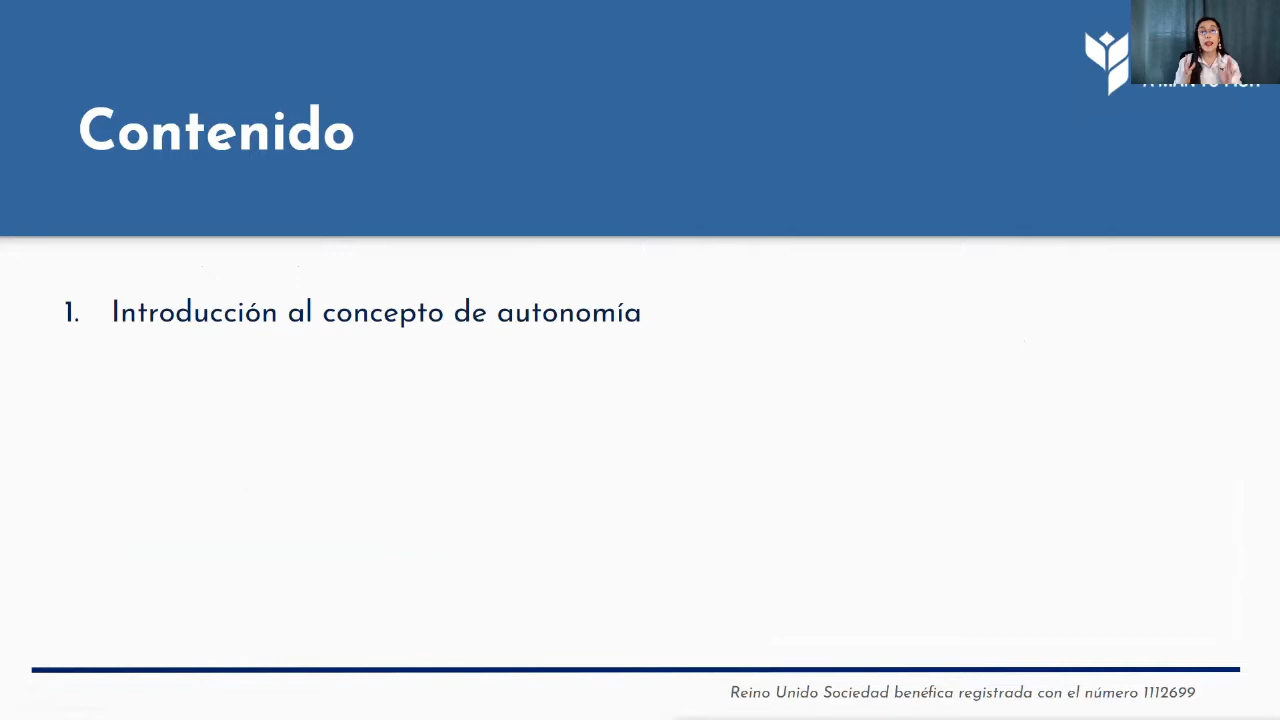 Contenido
1. Introducción al concepto de autonomía
Reino Unido Sociedad benéfica registrada con el número 1112699